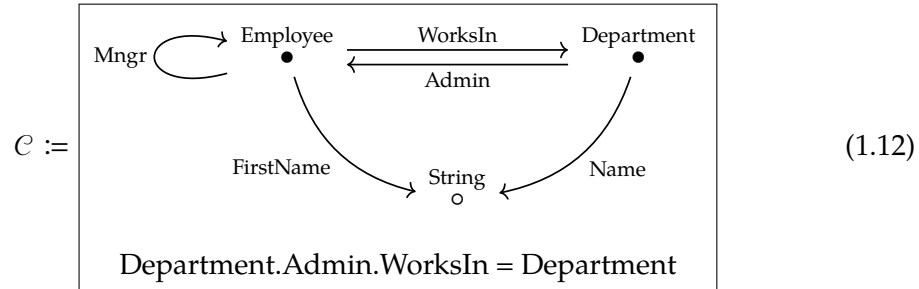 Employee WorksIn Department
Mngr
Admin
𝒞 := (1.12)
FirstName String Name
Department.Admin.WorksIn = Department